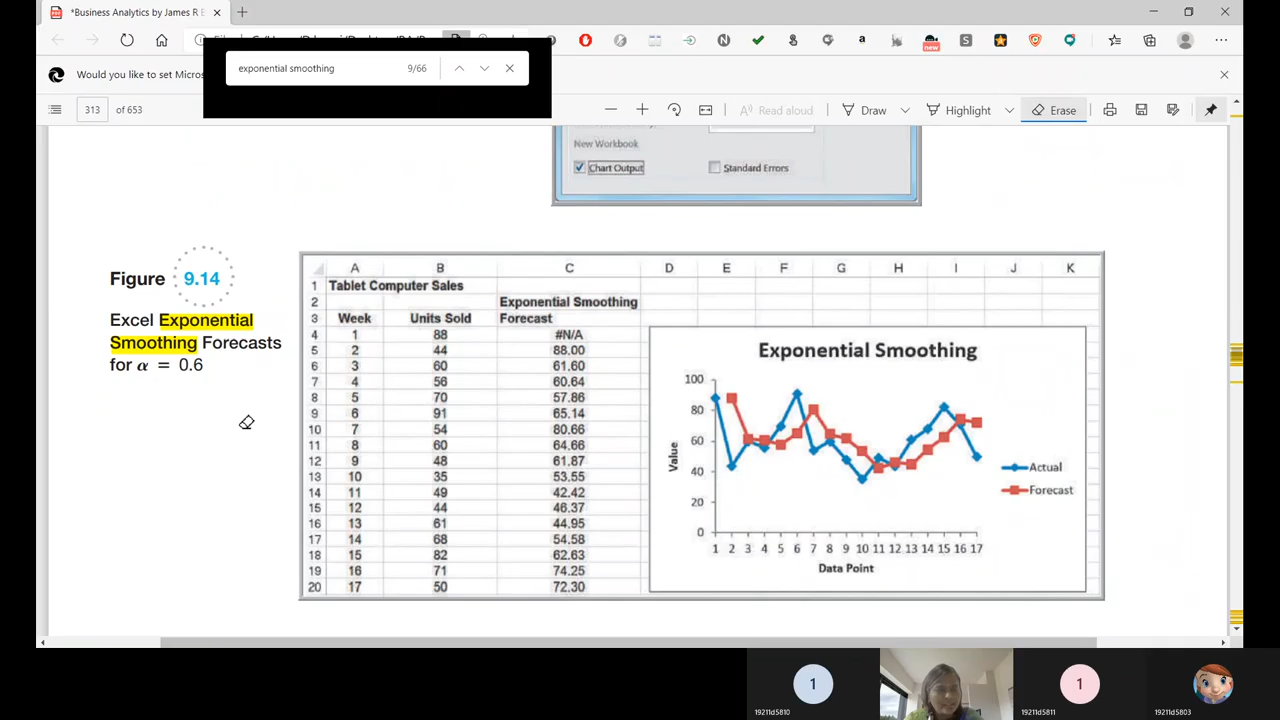 *Business Analytics by James R E
exponential smoothing 9/66
new
Would you like to set Micros
313 of 653
Read aloud
Draw
Highlight
Erase
New Workbook
Chart Output
Standard Errors
Figure 9.14
Excel Exponential
Smoothing Forecasts
for α = 0.6
A B C D E F G H I J K
1 Tablet Computer Sales
2 Exponential Smoothing
3 Week Units Sold Forecast
4 1 88 #N/A
5 2 44 88.00
6 3 60 61.60
7 4 56 60.64
8 5 70 57.86
9 6 91 65.14
10 7 54 80.66
11 8 60 64.66
12 9 48 61.87
13 10 35 53.55
14 11 49 42.42
15 12 44 46.37
16 13 61 44.95
17 14 68 54.58
18 15 82 62.63
19 16 71 74.25
20 17 50 72.30
Exponential Smoothing
100
80
60
40
20
0
Value
1 2 3 4 5 6 7 8 9 10 11 12 13 14 15 16 17
Data Point
Actual
Forecast
1
19211d5810
1
19211d5811
19211d5803